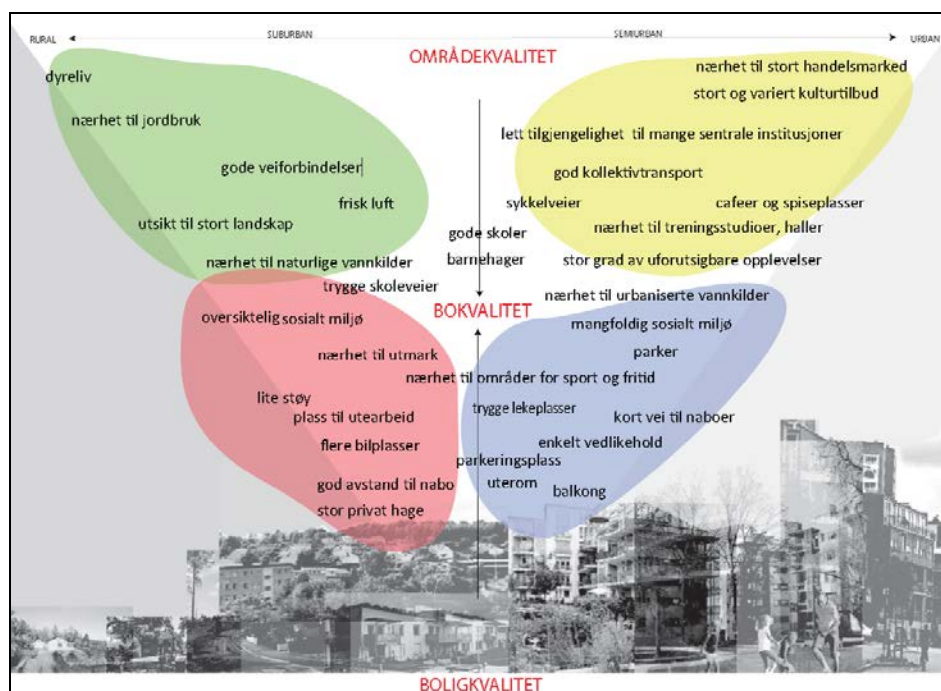 RURAL
SUBURBAN
SEMIURBAN
URBAN
OMRÅDEKVALITET
dyreliv
nærhet til stort handelsmarked
stort og variert kulturtilbud
nærhet til jordbruk
lett tilgjengelighet til mange sentrale institusjoner
gode veiforbindelser
god kollektivtransport
frisk luft
sykkelveier
cafeer og spiseplasser
utsikt til stort landskap
nærhet til treningsstudioer, haller
gode skoler
nærhet til naturlige vannkilder
barnehager
stor grad av uforutsigbare opplevelser
trygge skoleveier
nærhet til urbaniserte vannkilder
BOKVALITET
oversiktelig sosialt miljø
mangfoldig sosialt miljø
nærhet til utmark
parker
nærhet til områder for sport og fritid
lite støy
trygge lekeplasser
plass til utearbeid
kort vei til naboer
flere bilplasser
enkelt vedlikehold
parkeringsplass
god avstand til nabo
uterom
balkong
stor privat hage
BOLIGKVALITET